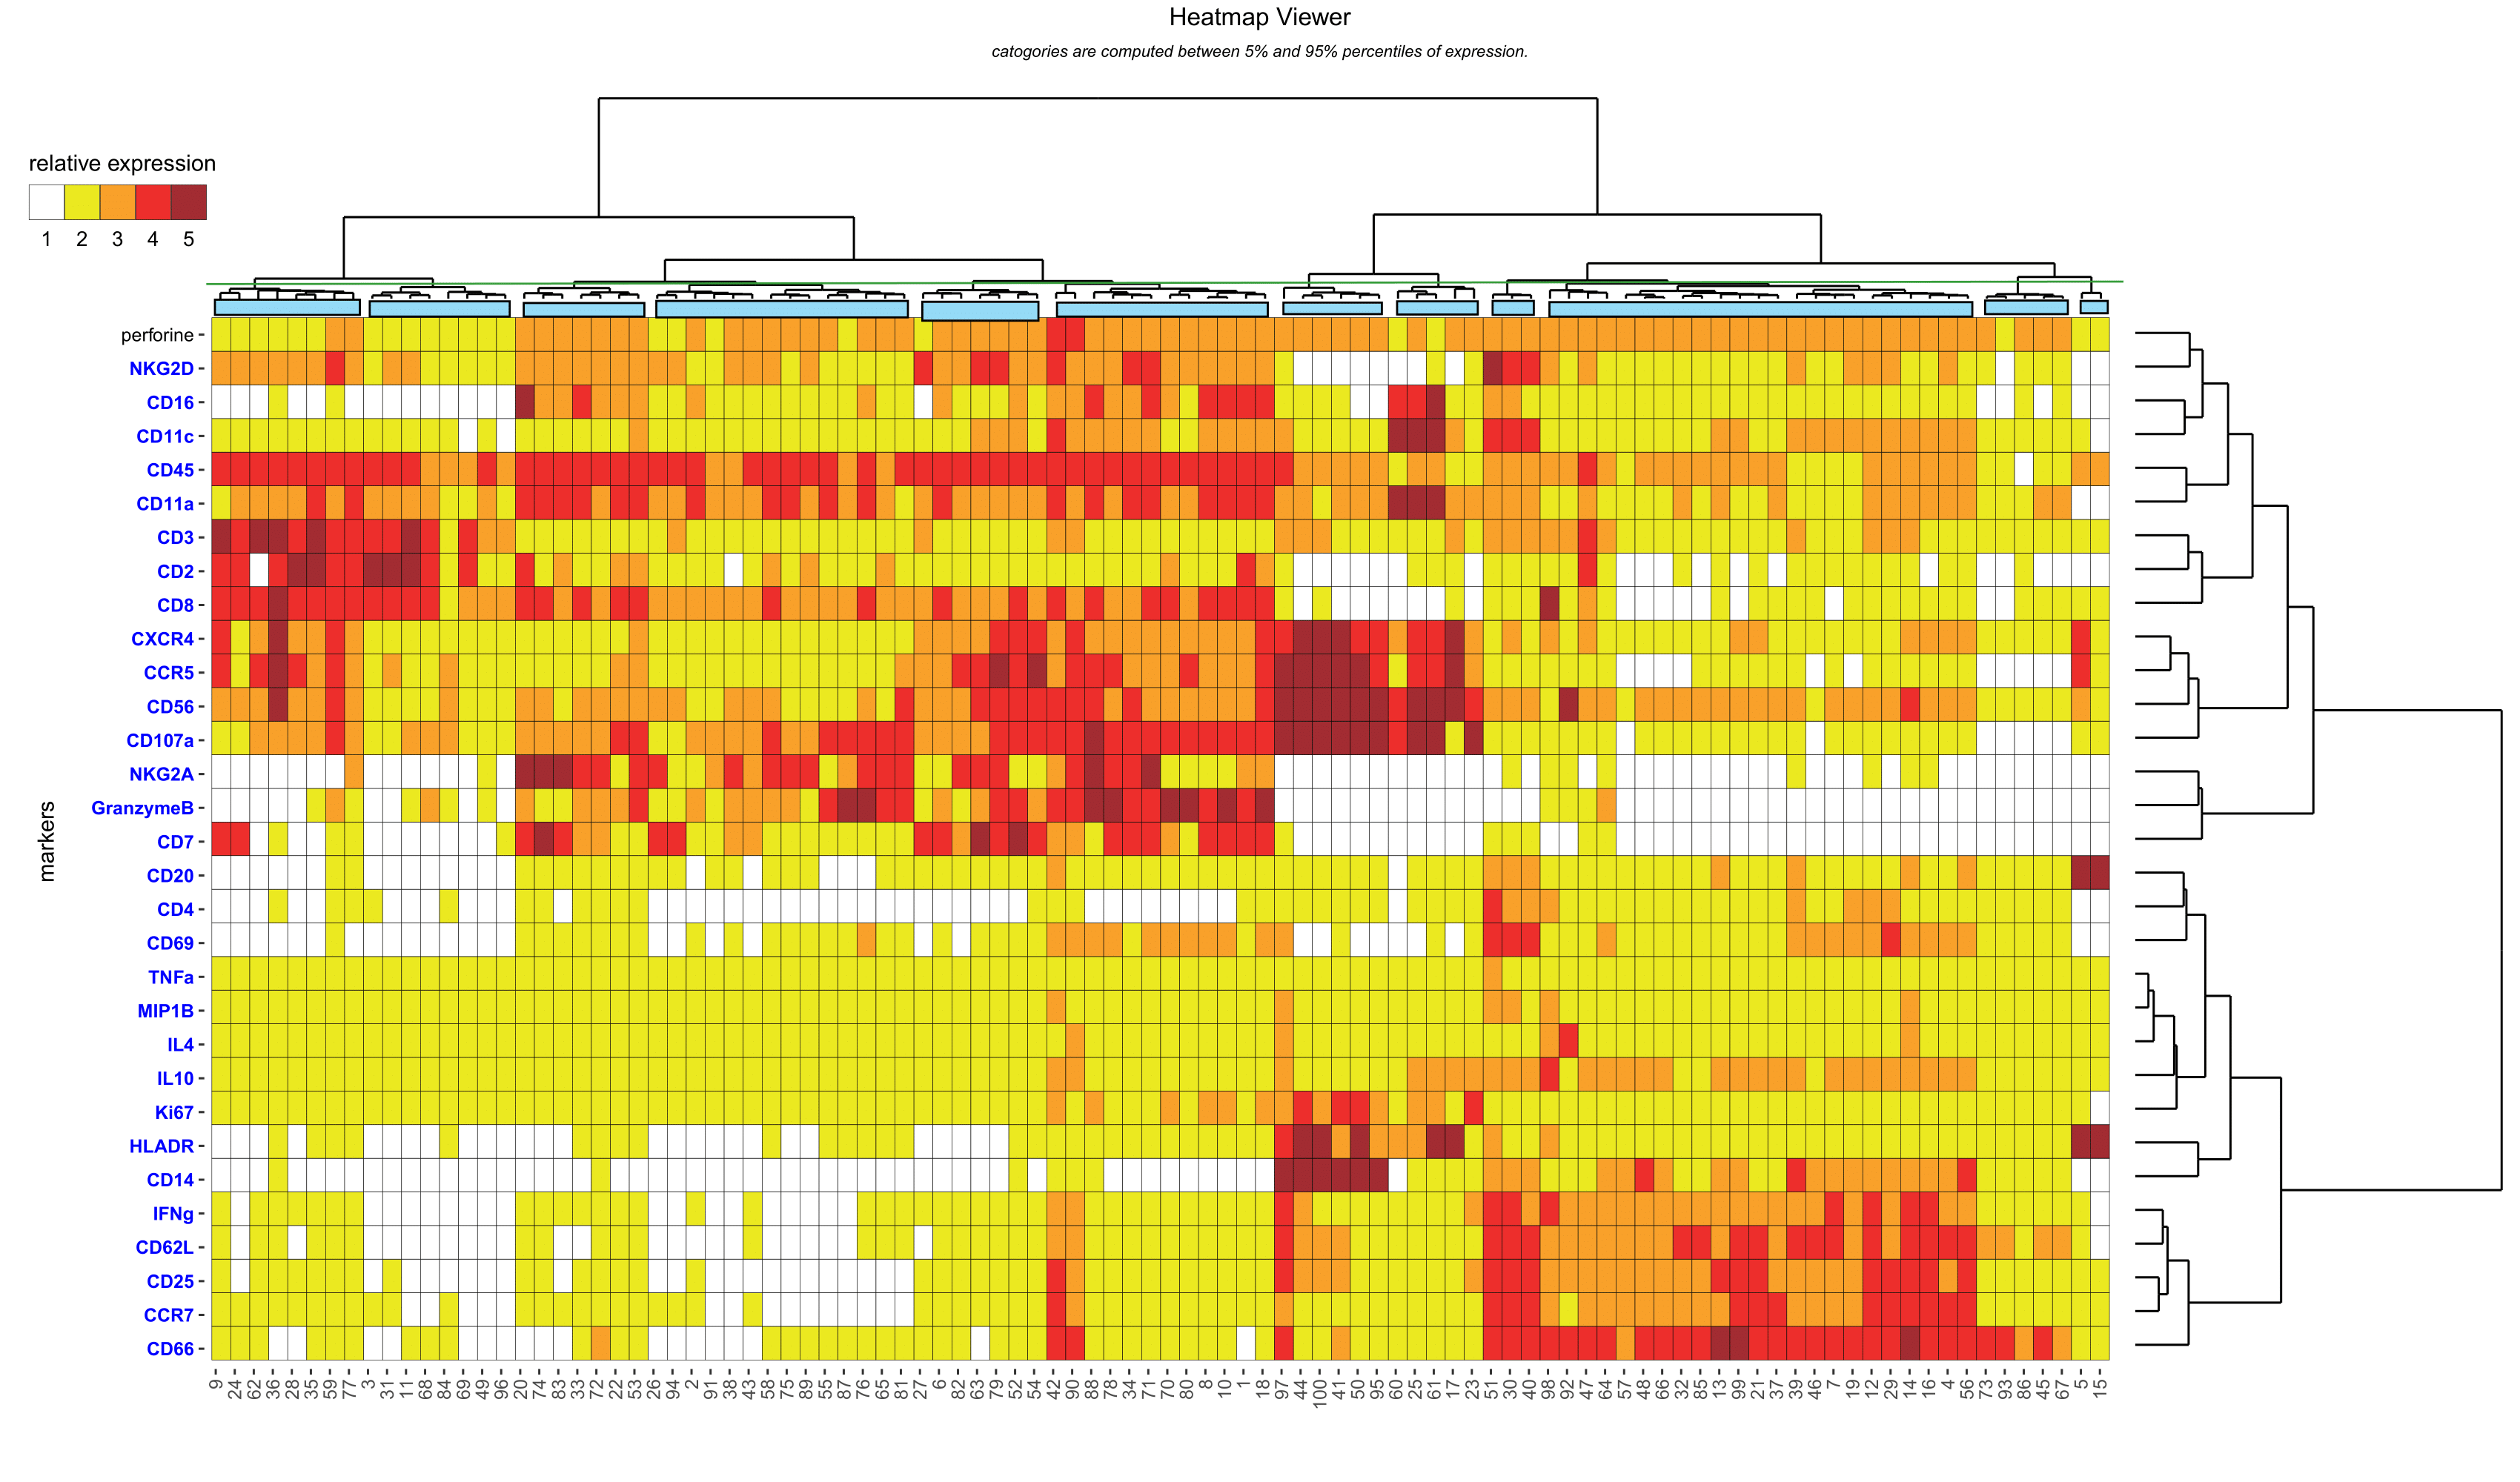 Heatmap Viewer
catogories are computed between 5% and 95% percentiles of expression.
relative expression
1 2 3 4 5
perforine
NKG2D
CD16
CD11c
CD45
CD11a
CD3
CD2
CD8
CXCR4
CCR5
CD56
CD107a
NKG2A
GranzymeB
CD7
CD20
CD4
CD69
TNFa
MIP1B
IL4
IL10
Ki67
HLADR
CD14
IFNg
CD62L
CD25
CCR7
CD66
markers
9 24 62 36 28 35 59 77 3 31 11 68 84 69 49 96 20 74 83 33 72 22 53 26 94 2 91 38 43 58 75 89 55 87 76 65 81 27 6 82 63 79 52 54 42 90 88 78 34 71 70 80 8 10 1 18 97 44 100 41 50 95 60 25 61 17 23 51 30 40 98 92 47 64 57 48 66 32 85 13 99 21 37 39 46 7 19 12 29 14 16 4 56 73 93 86 45 67 5 15